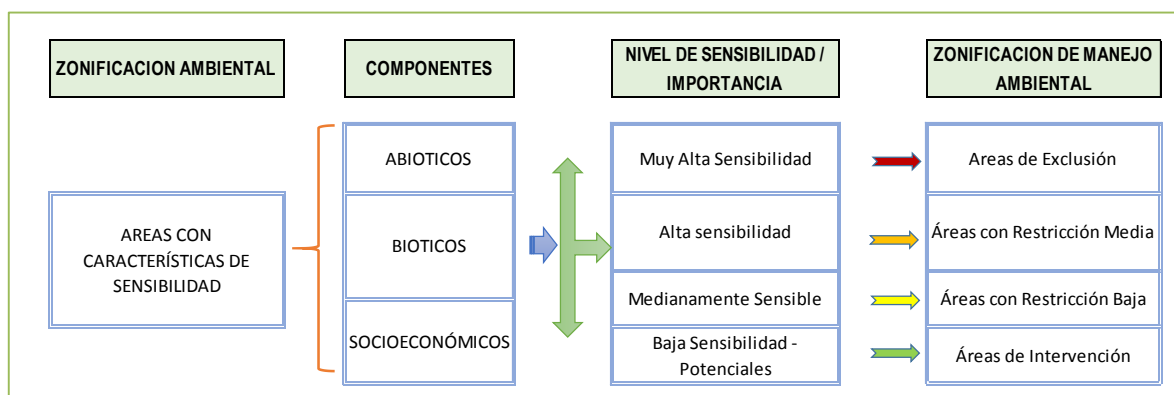 ZONIFICACION AMBIENTAL
COMPONENTES
NIVEL DE SENSIBILIDAD /
IMPORTANCIA
ZONIFICACION DE MANEJO
AMBIENTAL
AREAS CON
CARACTERÍSTICAS DE
SENSIBILIDAD
ABIOTICOS
BIOTICOS
SOCIOECONÓMICOS
Muy Alta Sensibilidad
Alta sensibilidad
Medianamente Sensible
Baja Sensibilidad -
Potenciales
Areas de Exclusión
Áreas con Restricción Media
Áreas con Restricción Baja
Áreas de Intervención